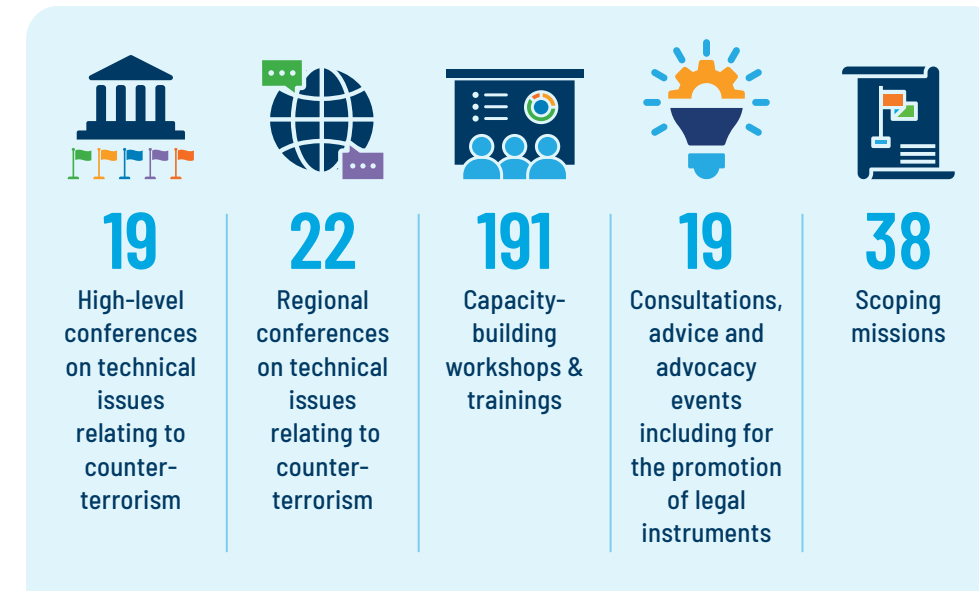 19
High-level
conferences
on technical
issues
relating to
counter-
terrorism
22
Regional
conferences
on technical
issues
relating to
counter-
terrorism
191
Capacity-
building
workshops &
trainings
19
Consultations,
advice and
advocacy
events
including for
the promotion
of legal
instruments
38
Scoping
missions